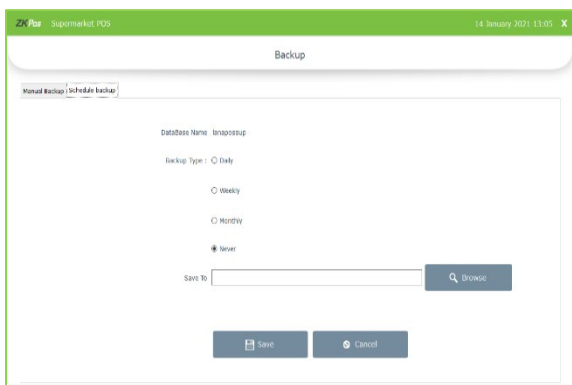 ZKPos Supermarket POS 14 January 2021 13:05 X
Backup
Manual Backup Schedule backup
DataBase Name lanapossup
Backup Type : Daily
Weekly
Monthly
Never
Save To Browse
Save Cancel